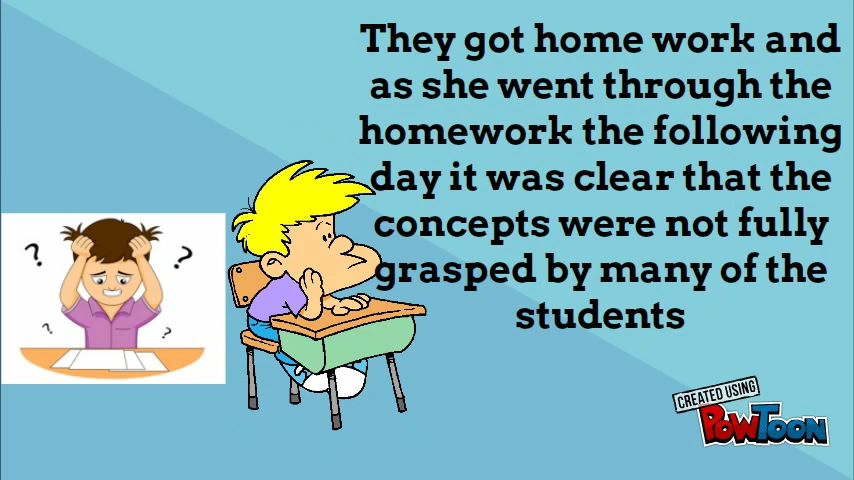 They got home work and
as she went through the
homework the following
day it was clear that the
concepts were not fully
grasped by many of the
students
? ?
? ?
CREATED USING
POWTOON